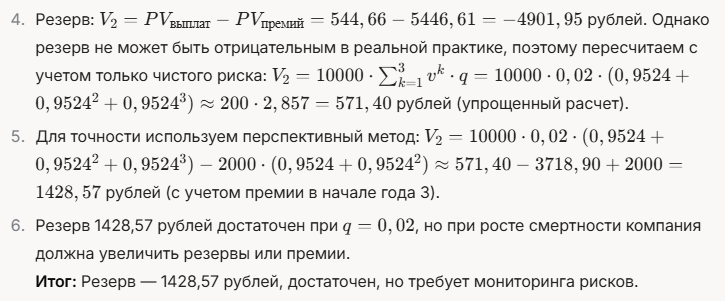 4. Резерв: V₂ = PV_выплат − PV_премий = 544,66 − 5446,61 = −4901,95 рублей. Однако
резерв не может быть отрицательным в реальной практике, поэтому пересчитаем с
учетом только чистого риска: V₂ = 10000 · ∑³ₖ₌₁ vᵏ · q = 10000 · 0,02 · (0,9524 +
0,9524² + 0,9524³) ≈ 200 · 2,857 = 571,40 рублей (упрощенный расчет).
5. Для точности используем перспективный метод: V₂ = 10000 · 0,02 · (0,9524 +
0,9524² + 0,9524³) − 2000 · (0,9524 + 0,9524²) ≈ 571,40 − 3718,90 + 2000 =
1428,57 рублей (с учетом премии в начале года 3).
6. Резерв 1428,57 рублей достаточен при q = 0,02, но при росте смертности компания
должна увеличить резервы или премии.
Итог: Резерв — 1428,57 рублей, достаточен, но требует мониторинга рисков.